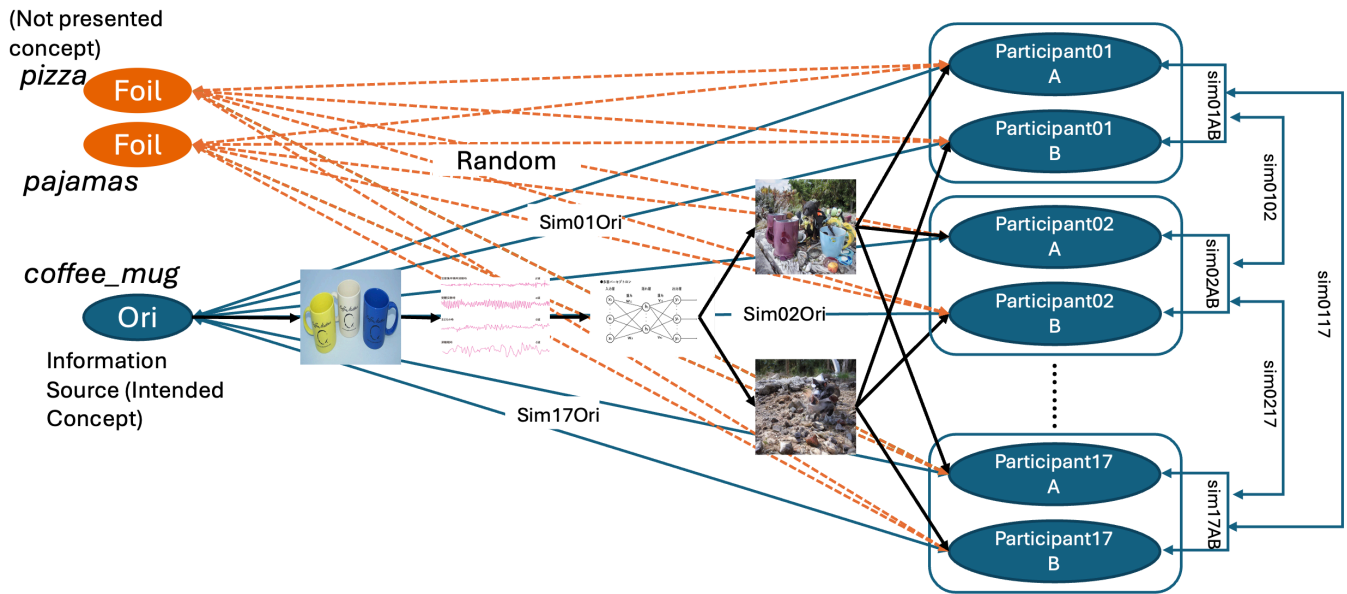 (Not presented
concept)
pizza
Foil
Foil
pajamas
coffee_mug
Ori
Information
Source (Intended
Concept)
Random
Sim01Ori
Sim02Ori
Sim17Ori
Participant01
A
Participant01
B
Participant02
A
Participant02
B
Participant17
A
Participant17
B
sim01AB
sim02AB
sim17AB
sim0102
sim0217
sim0117